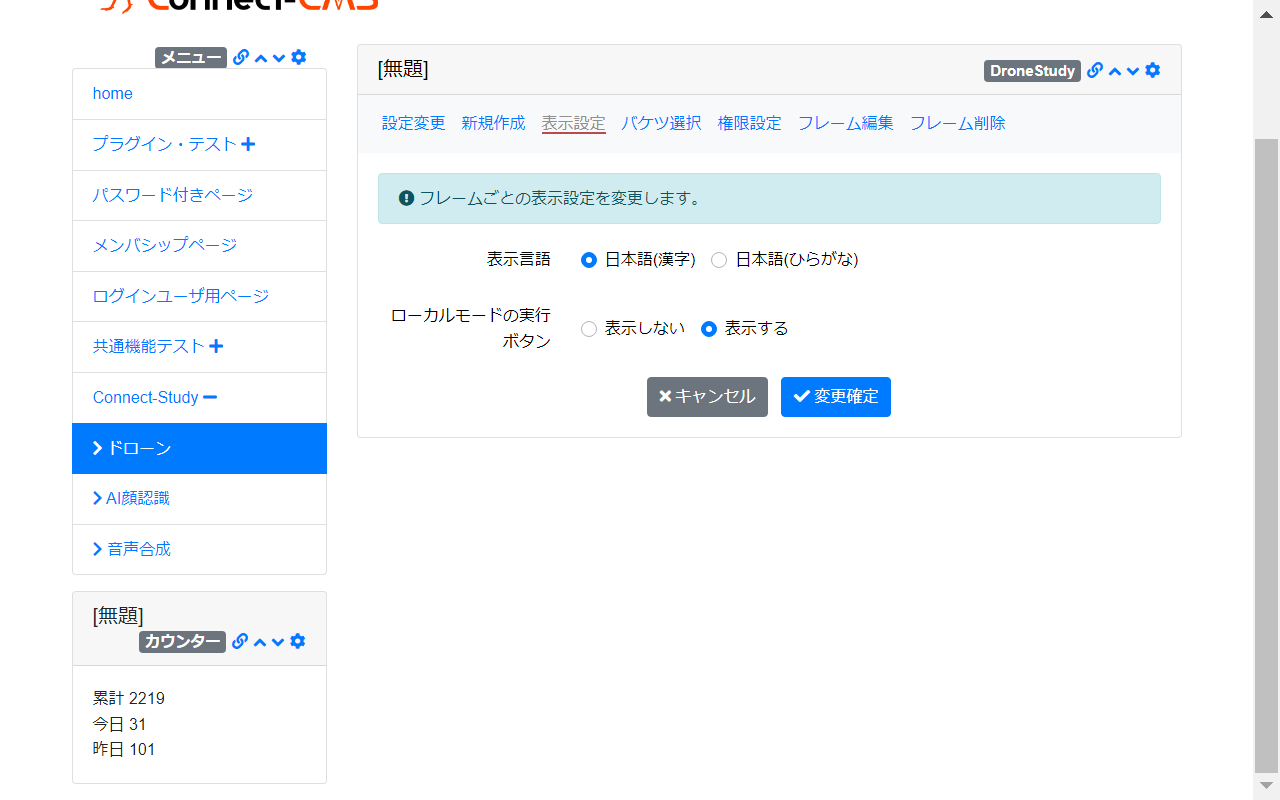 Connect-CMS
メニュー
home
プラグイン・テスト
パスワード付きページ
メンバシップページ
ログインユーザ用ページ
共通機能テスト
Connect-Study
ドローン
AI顔認識
音声合成
[無題]
カウンター
累計 2219
今日 31
昨日 101
[無題] DroneStudy
設定変更 新規作成 表示設定 バケツ選択 権限設定 フレーム編集 フレーム削除
フレームごとの表示設定を変更します。
表示言語 日本語(漢字) 日本語(ひらがな)
ローカルモードの実行
ボタン 表示しない 表示する
キャンセル 変更確定